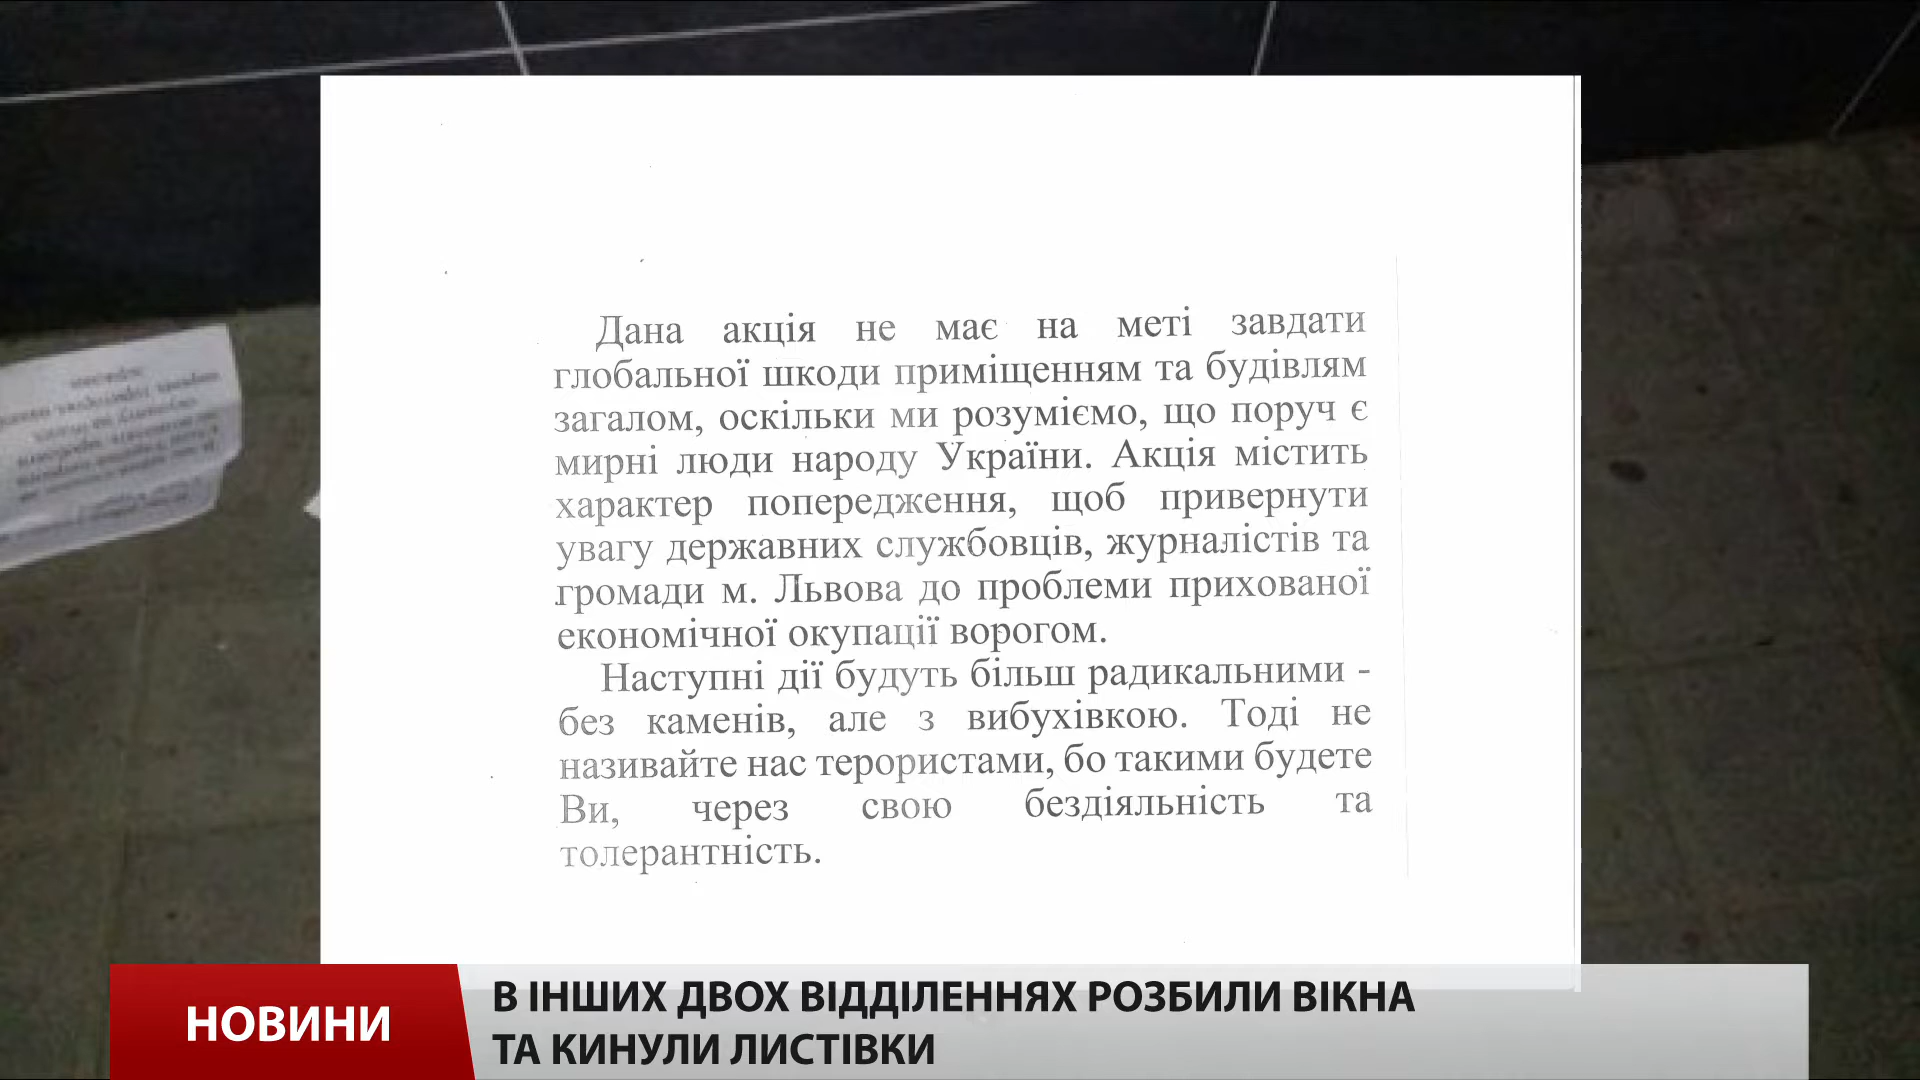 Дана акція не має на меті завдати
глобальної шкоди приміщенням та будівлям
загалом, оскільки ми розуміємо, що поруч є
мирні люди народу України. Акція містить
характер попередження, щоб привернути
увагу державних службовців, журналістів та
громади м. Львова до проблеми прихованої
економічної окупації ворогом.
Наступні дії будуть більш радикальними -
без каменів, але з вибухівкою. Тоді не
називайте нас терористами, бо такими будете
Ви, через свою бездіяльність та
толерантність.
НОВИНИ
В ІНШИХ ДВОХ ВІДДІЛЕННЯХ РОЗБИЛИ ВІКНА
ТА КИНУЛИ ЛИСТІВКИ